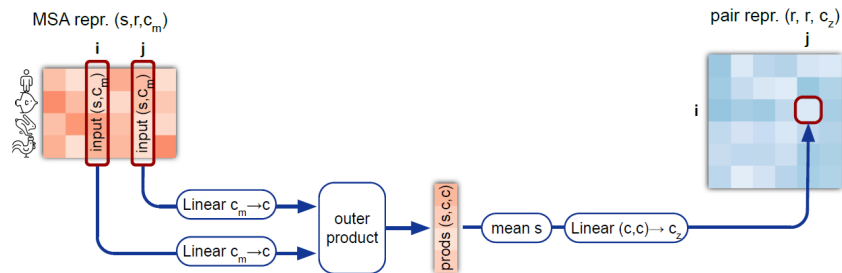 MSA repr. (s,r,c_m)
i
j
input (s,c_m)
input (s,c_m)
Linear c_m→c
Linear c_m→c
outer
product
prods (s, c, c)
mean s
Linear (c,c)→ c_z
pair repr. (r, r, c_z)
j
i